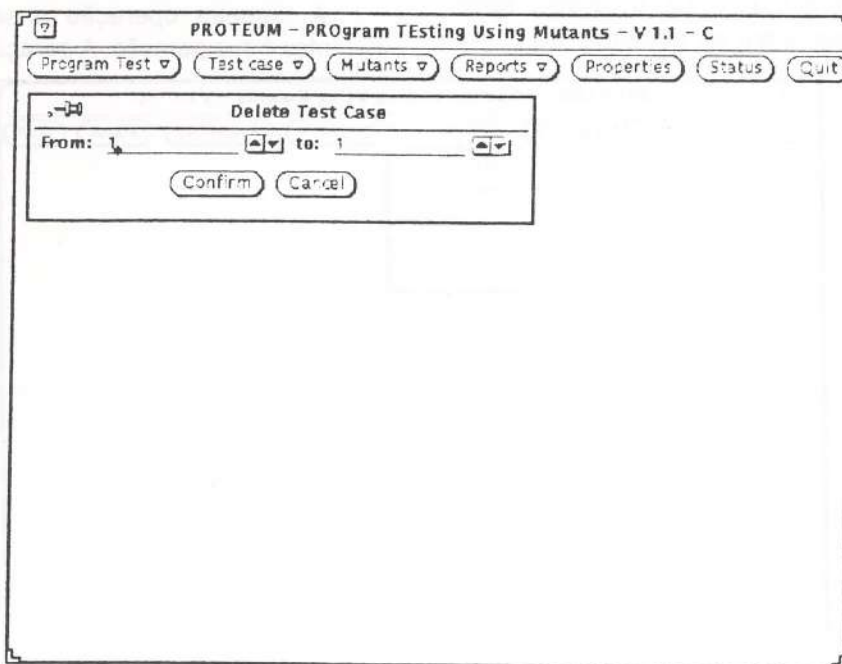 PROTEUM – PROgram TEsting Using Mutants – V 1.1 – C
Program Test Test case Mutants Reports Properties Status Quit
Delete Test Case
From: 1 to: 1
Confirm Cancel